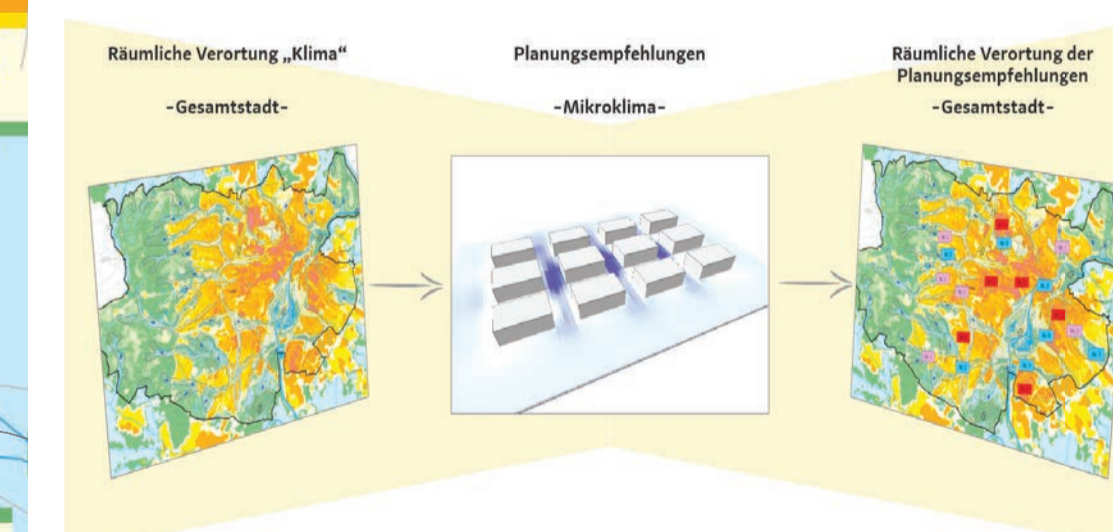 Räumliche Verortung „Klima“
-Gesamtstadt-
Planungsempfehlungen
-Mikroklima-
Räumliche Verortung der
Planungsempfehlungen
-Gesamtstadt-